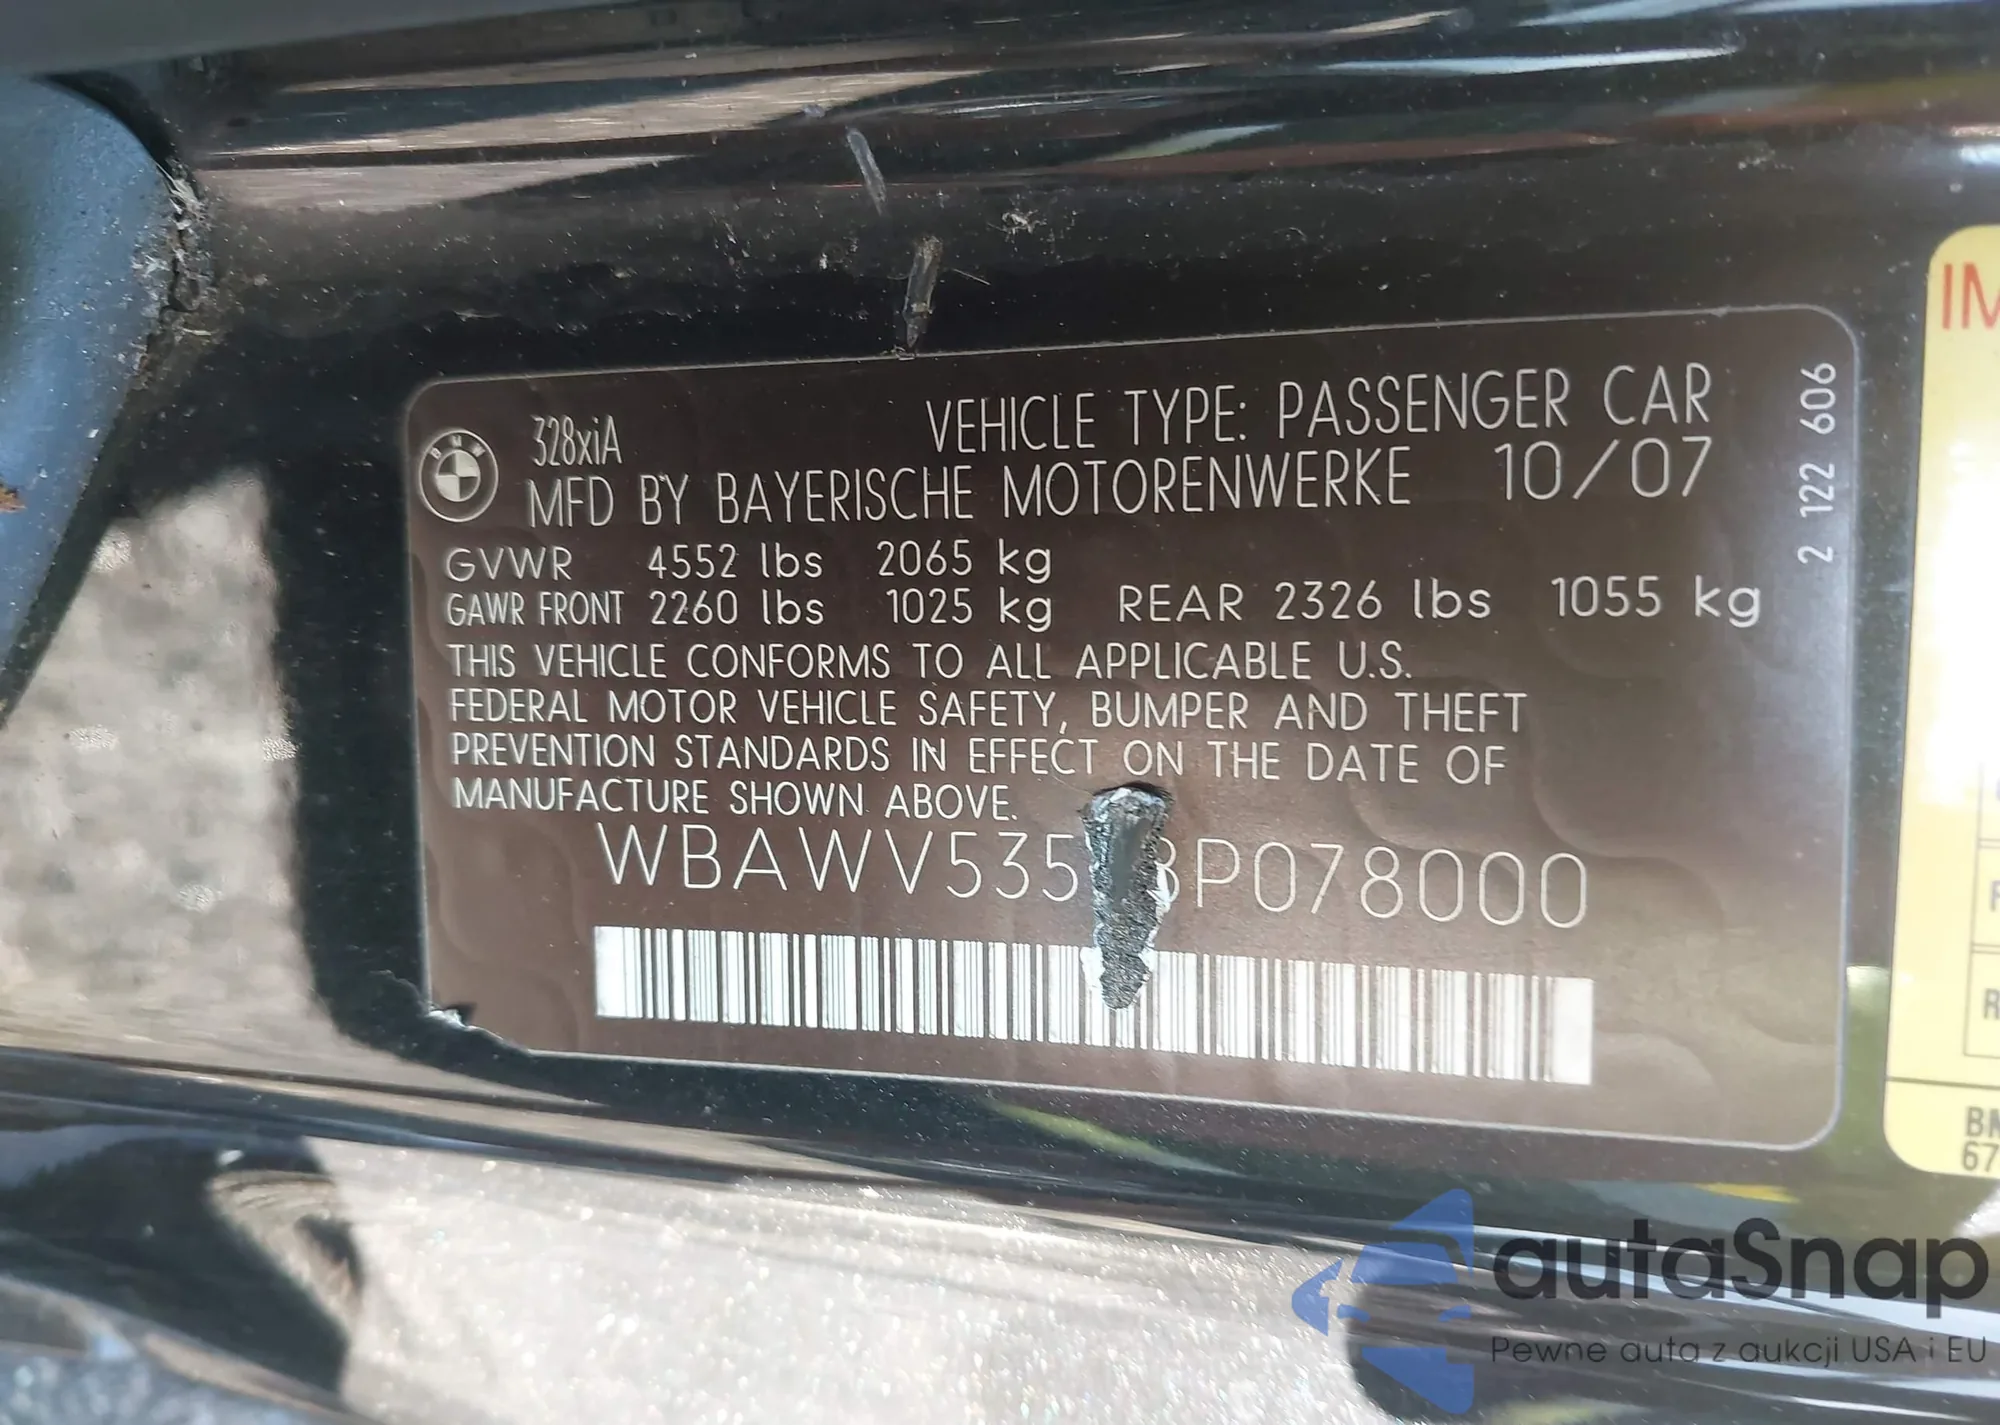 328xiA VEHICLE TYPE: PASSENGER CAR
MFD BY BAYERISCHE MOTORENWERKE 10/07
GVWR 4552 lbs 2065 kg
GAWR FRONT 2260 lbs 1025 kg REAR 2326 lbs 1055 kg
THIS VEHICLE CONFORMS TO ALL APPLICABLE U.S.
FEDERAL MOTOR VEHICLE SAFETY, BUMPER AND THEFT
PREVENTION STANDARDS IN EFFECT ON THE DATE OF
MANUFACTURE SHOWN ABOVE.
2 122 606
BMW
autaSnap
Pewne auta z aukcji USA i EU